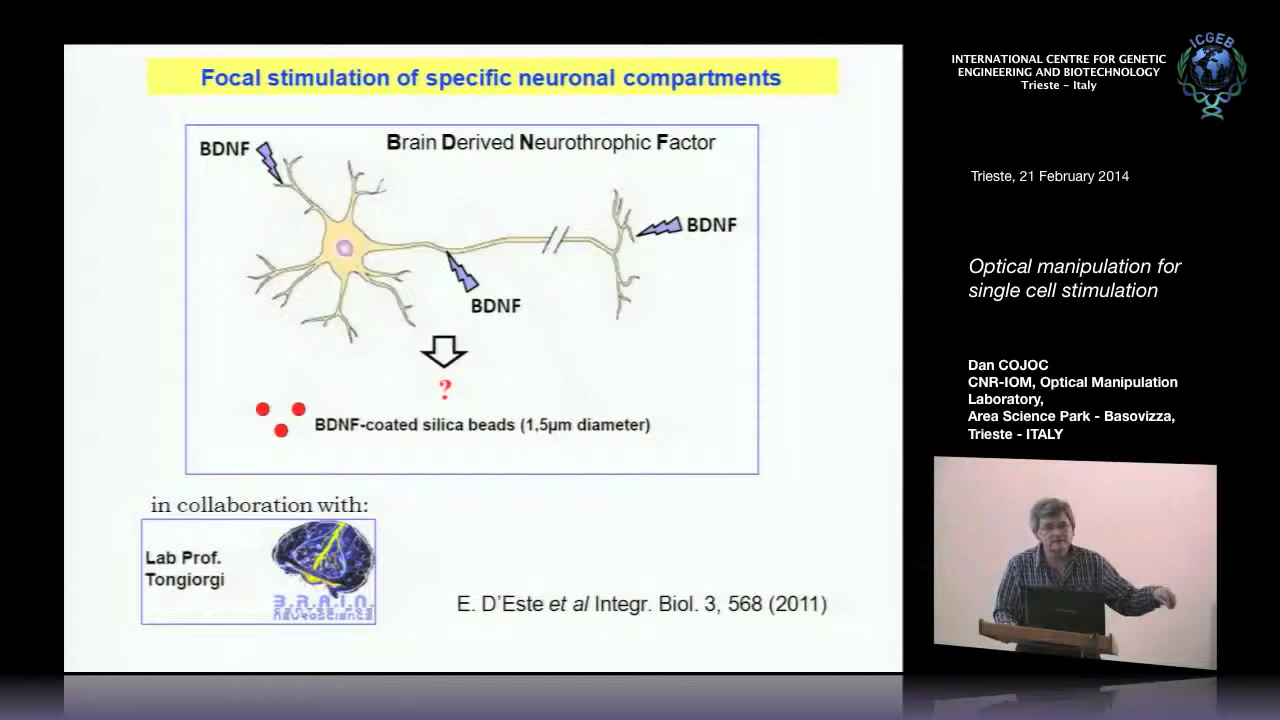 Focal stimulation of specific neuronal compartments
BDNF
Brain Derived Neurothrophic Factor
BDNF
BDNF
?
BDNF-coated silica beads (1,5µm diameter)
in collaboration with:
Lab Prof.
Tongiorgi
B.R.A.I.N.
neuroscience
E. D'Este et al Integr. Biol. 3, 568 (2011)
INTERNATIONAL CENTRE FOR GENETIC
ENGINEERING AND BIOTECHNOLOGY
Trieste - Italy
ICGEB
Trieste, 21 February 2014
Optical manipulation for
single cell stimulation
Dan COJOC
CNR-IOM, Optical Manipulation
Laboratory,
Area Science Park - Basovizza,
Trieste - ITALY